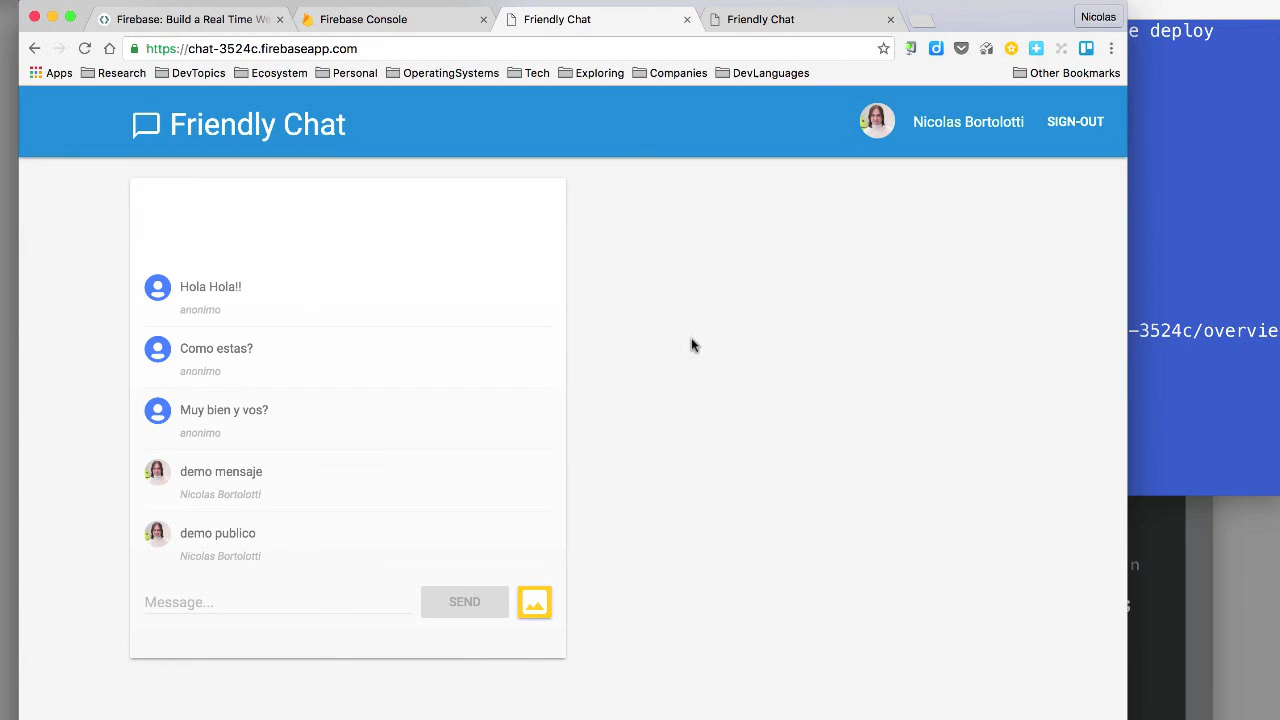 Firebase: Build a Real Time We
Firebase Console
Friendly Chat
Friendly Chat
Nicolas
https://chat-3524c.firebaseapp.com
Apps
Research
DevTopics
Ecosystem
Personal
OperatingSystems
Tech
Exploring
Companies
DevLanguages
Other Bookmarks
e deploy
Friendly Chat
Nicolas Bortolotti
SIGN-OUT
Hola Hola!!
anonimo
-3524c/overvie
Como estas?
anonimo
Muy bien y vos?
anonimo
demo mensaje
Nicolas Bortolotti
demo publico
Nicolas Bortolotti
n
Message...
SEND